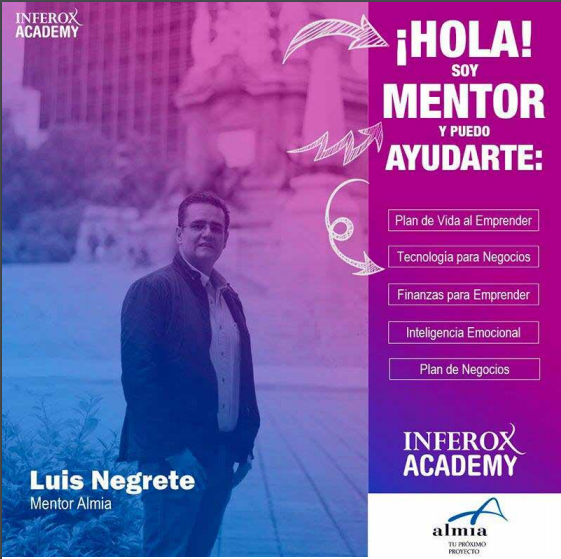 INFEROX
ACADEMY
¡HOLA!
SOY
MENTOR
Y PUEDO
AYUDARTE:
Plan de Vida al Emprender
Tecnología para Negocios
Finanzas para Emprender
Inteligencia Emocional
Plan de Negocios
INFEROX
ACADEMY
Luis Negrete
Mentor Almia
almia
TU PRÓXIMO
PROYECTO